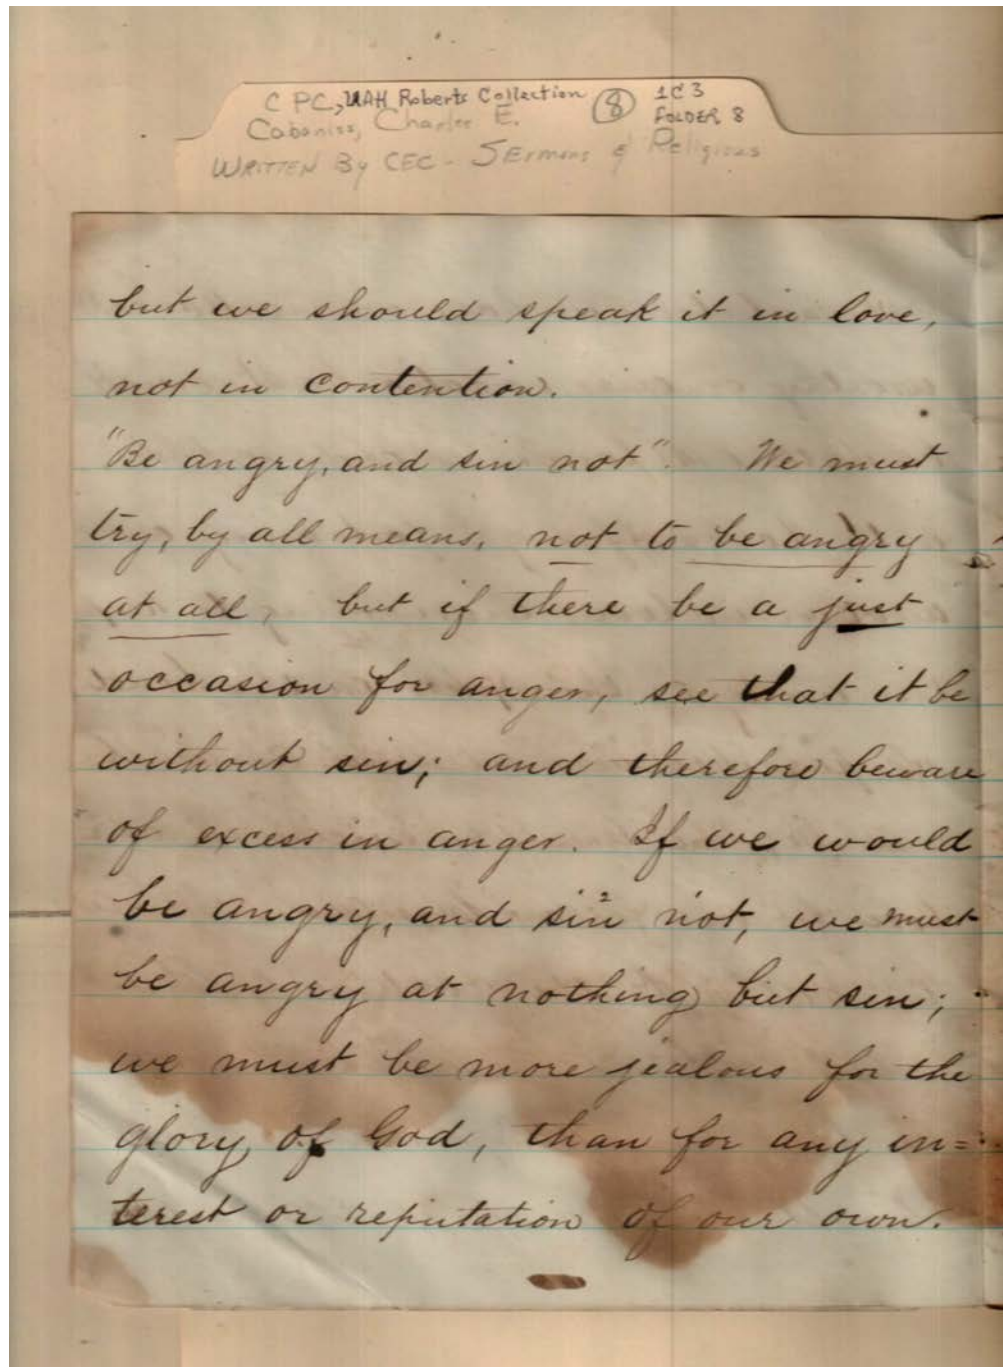 C PC, UAH Roberts Collection (8) 1C3
Cabaniss, Charles E. FOLDER 8
WRITTEN By CEC - SErmons & Religious
but we should speak it in love,
not in contention.
"Be angry, and sin not". We must
try, by all means, not to be angry
at all, but if there be a just
occasion for anger, see that it be
without sin; and therefore beware
of excess in anger. If we would
be angry, and sin not, we must
be angry at nothing but sin;
we must be more jealous for the
glory of God, than for any in=
terest or reputation of our own.